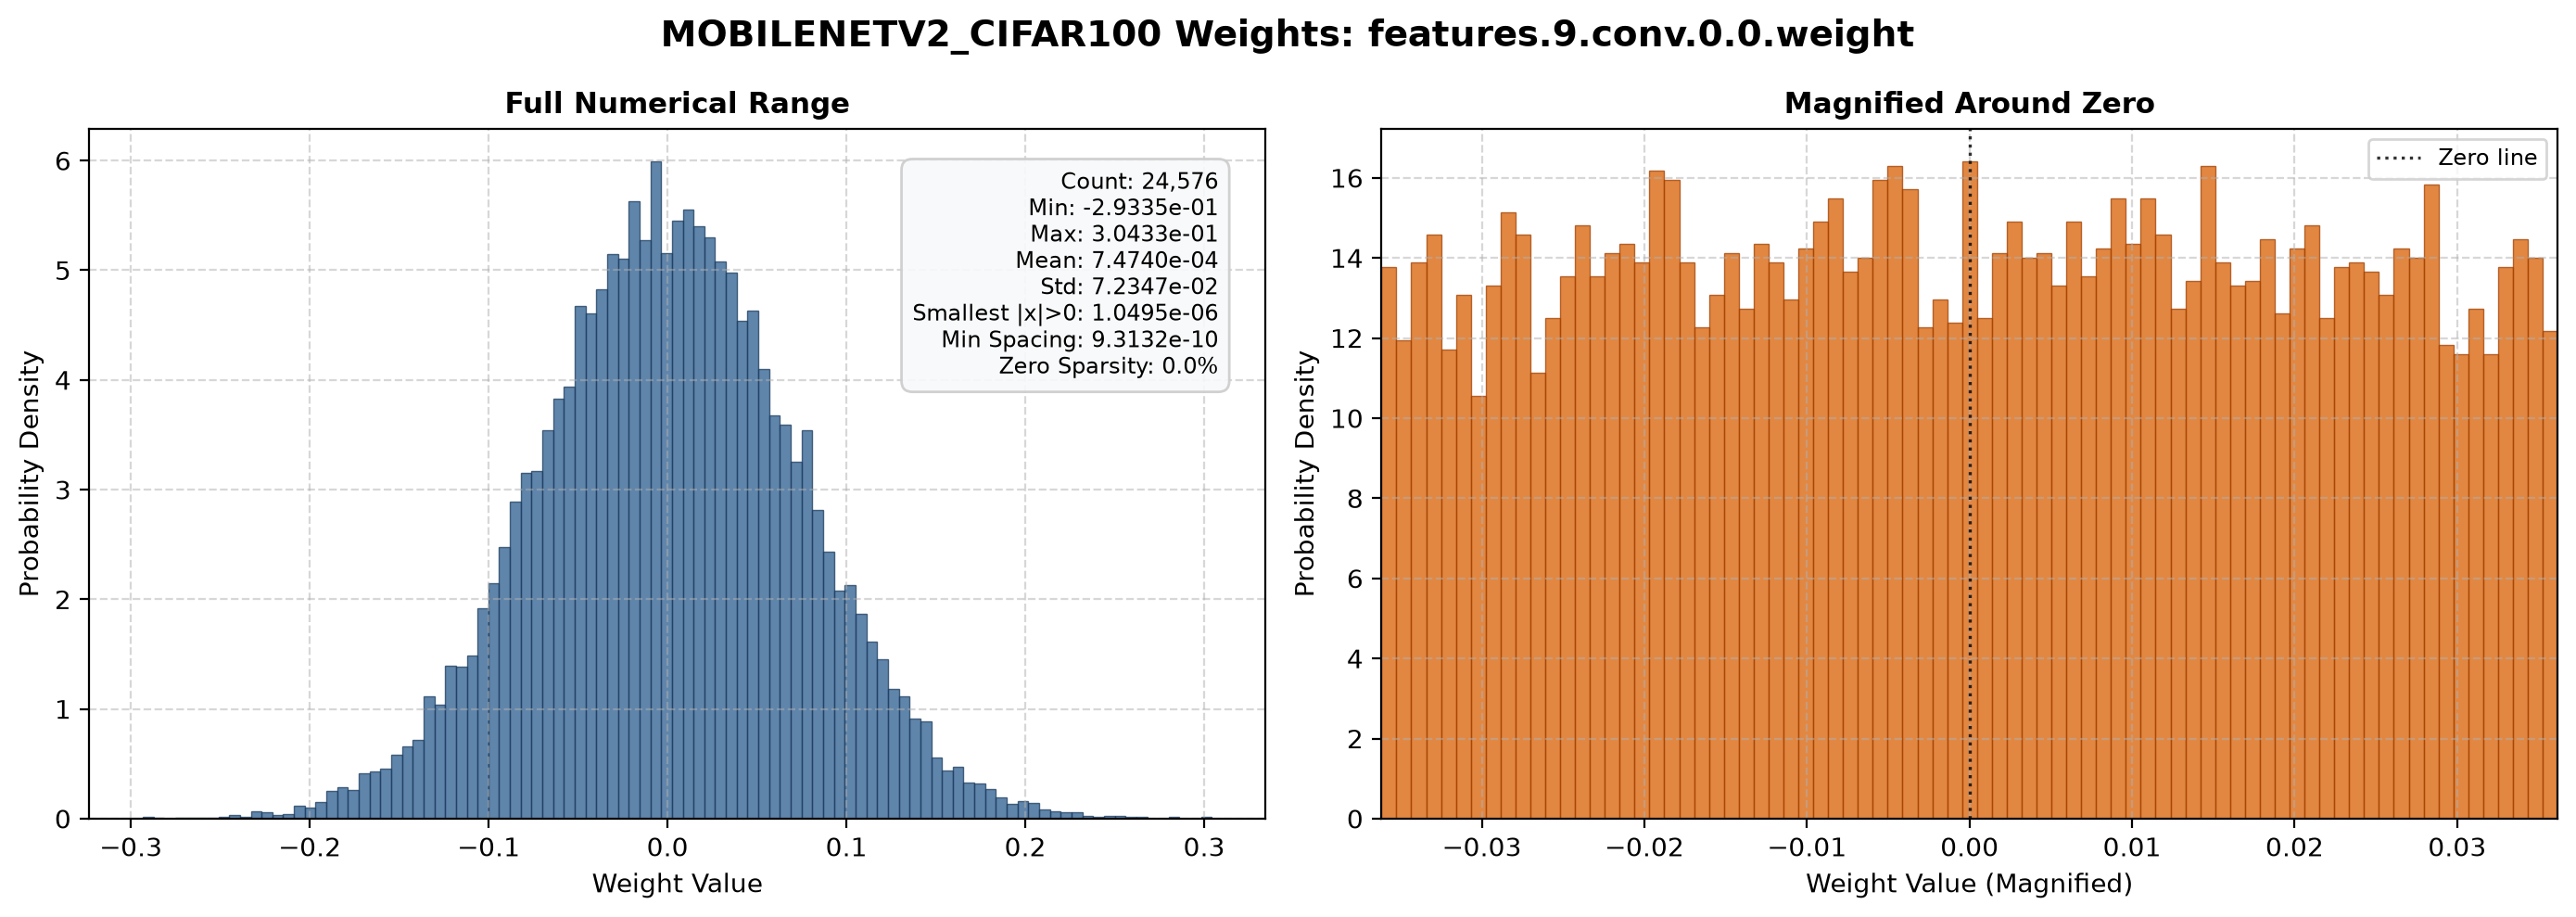 MOBILENETV2_CIFAR100 Weights: features.9.conv.0.0.weight
Full Numerical Range
Probability Density
6
5
4
3
2
1
0
Count: 24,576
Min: -2.9335e-01
Max: 3.0433e-01
Mean: 7.4740e-04
Std: 7.2347e-02
Smallest |x|>0: 1.0495e-06
Min Spacing: 9.3132e-10
Zero Sparsity: 0.0%
−0.3 −0.2 −0.1 0.0 0.1 0.2 0.3
Weight Value
Magnified Around Zero
Probability Density
16
14
12
10
8
6
4
2
0
Zero line
−0.03 −0.02 −0.01 0.00 0.01 0.02 0.03
Weight Value (Magnified)